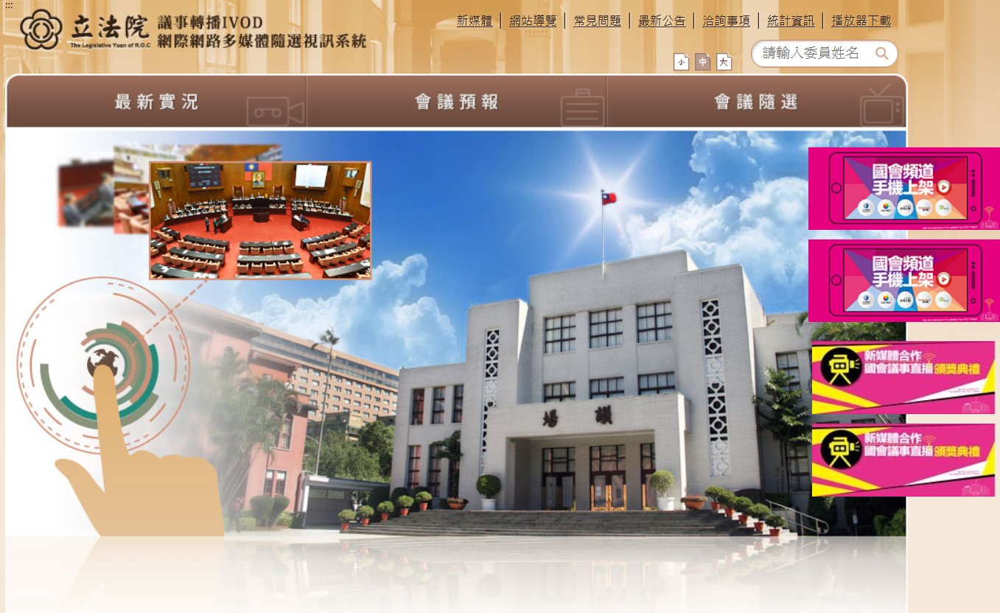 :::
立法院
The Legislative Yuan of R.O.C
議事轉播IVOD
網際網路多媒體隨選視訊系統
新媒體
網站導覽
常見問題
最新公告
洽詢事項
統計資訊
播放器下載
小
中
大
請輸入委員姓名
最新實況
會議預報
會議隨選
場議
國會頻道
手機上架
國會頻道
手機上架
新媒體合作
國會議事直播頒獎典禮
新媒體合作
國會議事直播頒獎典禮